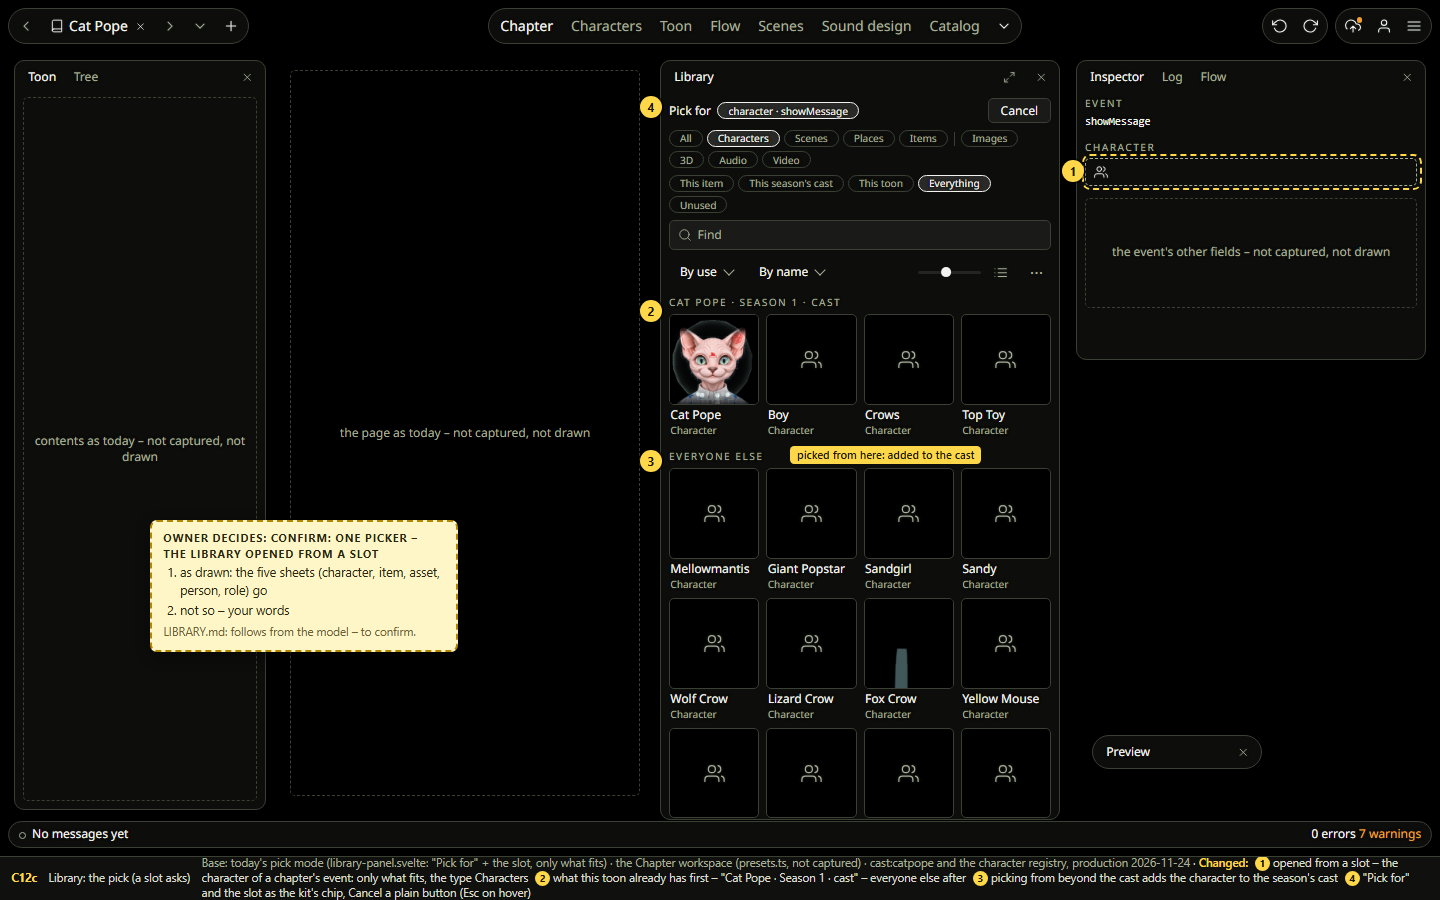 Cat Pope
Chapter Characters Toon Flow Scenes Sound design Catalog
Toon Tree
contents as today – not captured, not
drawn
the page as today – not captured, not drawn
OWNER DECIDES: CONFIRM: ONE PICKER –
THE LIBRARY OPENED FROM A SLOT
1. as drawn: the five sheets (character, item, asset,
person, role) go
2. not so – your words
LIBRARY.md: follows from the model – to confirm.
Library
4 Pick for character · showMessage Cancel
All Characters Scenes Places Items Images
3D Audio Video
This item This season's cast This toon Everything
Unused
Find
By use By name
2 CAT POPE · SEASON 1 · CAST
Cat Pope Boy Crows Top Toy
Character Character Character Character
3 EVERYONE ELSE picked from here: added to the cast
Mellowmantis Giant Popstar Sandgirl Sandy
Character Character Character Character
Wolf Crow Lizard Crow Fox Crow Yellow Mouse
Character Character Character Character
Inspector Log Flow
EVENT
showMessage
CHARACTER
1
the event's other fields – not captured, not drawn
Preview
No messages yet 0 errors 7 warnings
C12c Library: the pick (a slot asks)
Base: today's pick mode (library-panel.svelte: "Pick for" + the slot, only what fits) · the Chapter workspace (presets.ts, not captured) · cast:catpope and the character registry, production 2026-11-24 · Changed: 1 opened from a slot – the
character of a chapter's event: only what fits, the type Characters 2 what this toon already has first – "Cat Pope · Season 1 · cast" – everyone else after 3 picking from beyond the cast adds the character to the season's cast 4 "Pick for"
and the slot as the kit's chip, Cancel a plain button (Esc on hover)